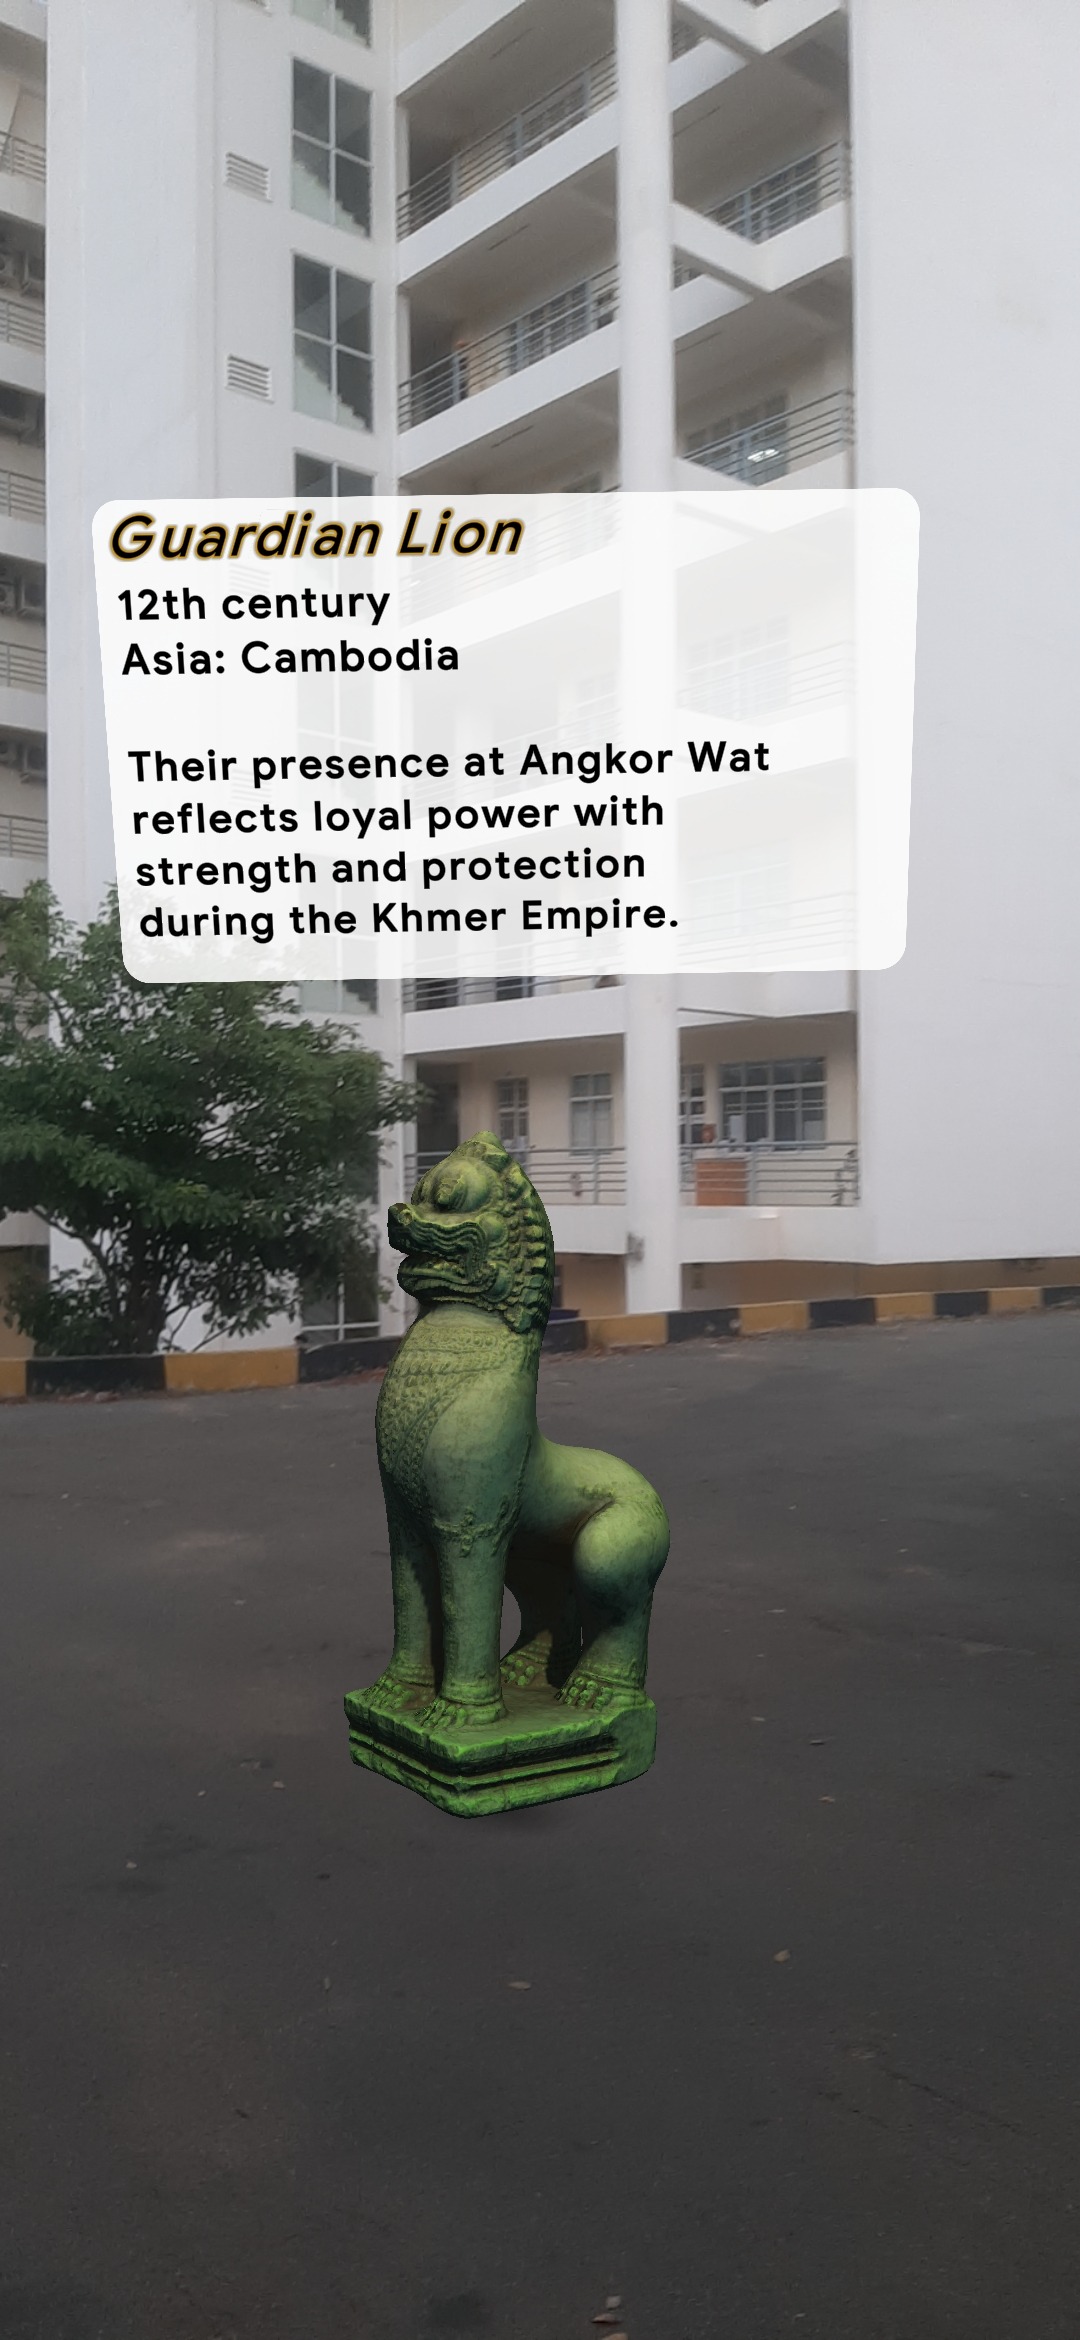 Guardian Lion
12th century
Asia: Cambodia
Their presence at Angkor Wat
reflects loyal power with
strength and protection
during the Khmer Empire.